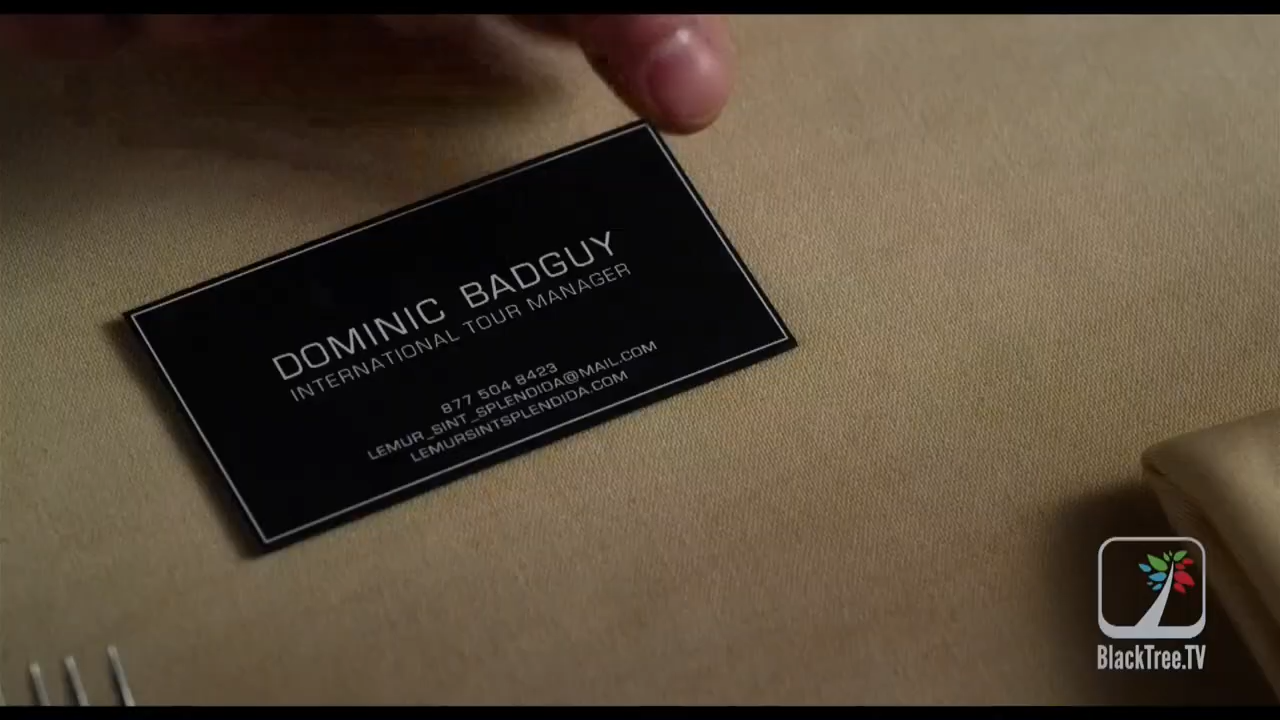 DOMINIC BADGUY
INTERNATIONAL TOUR MANAGER
877 504 8423
LEMUR_SINT_SPLENDIDA@MAIL.COM
LEMURSINTSPLENDIDA.COM
BlackTree.TV